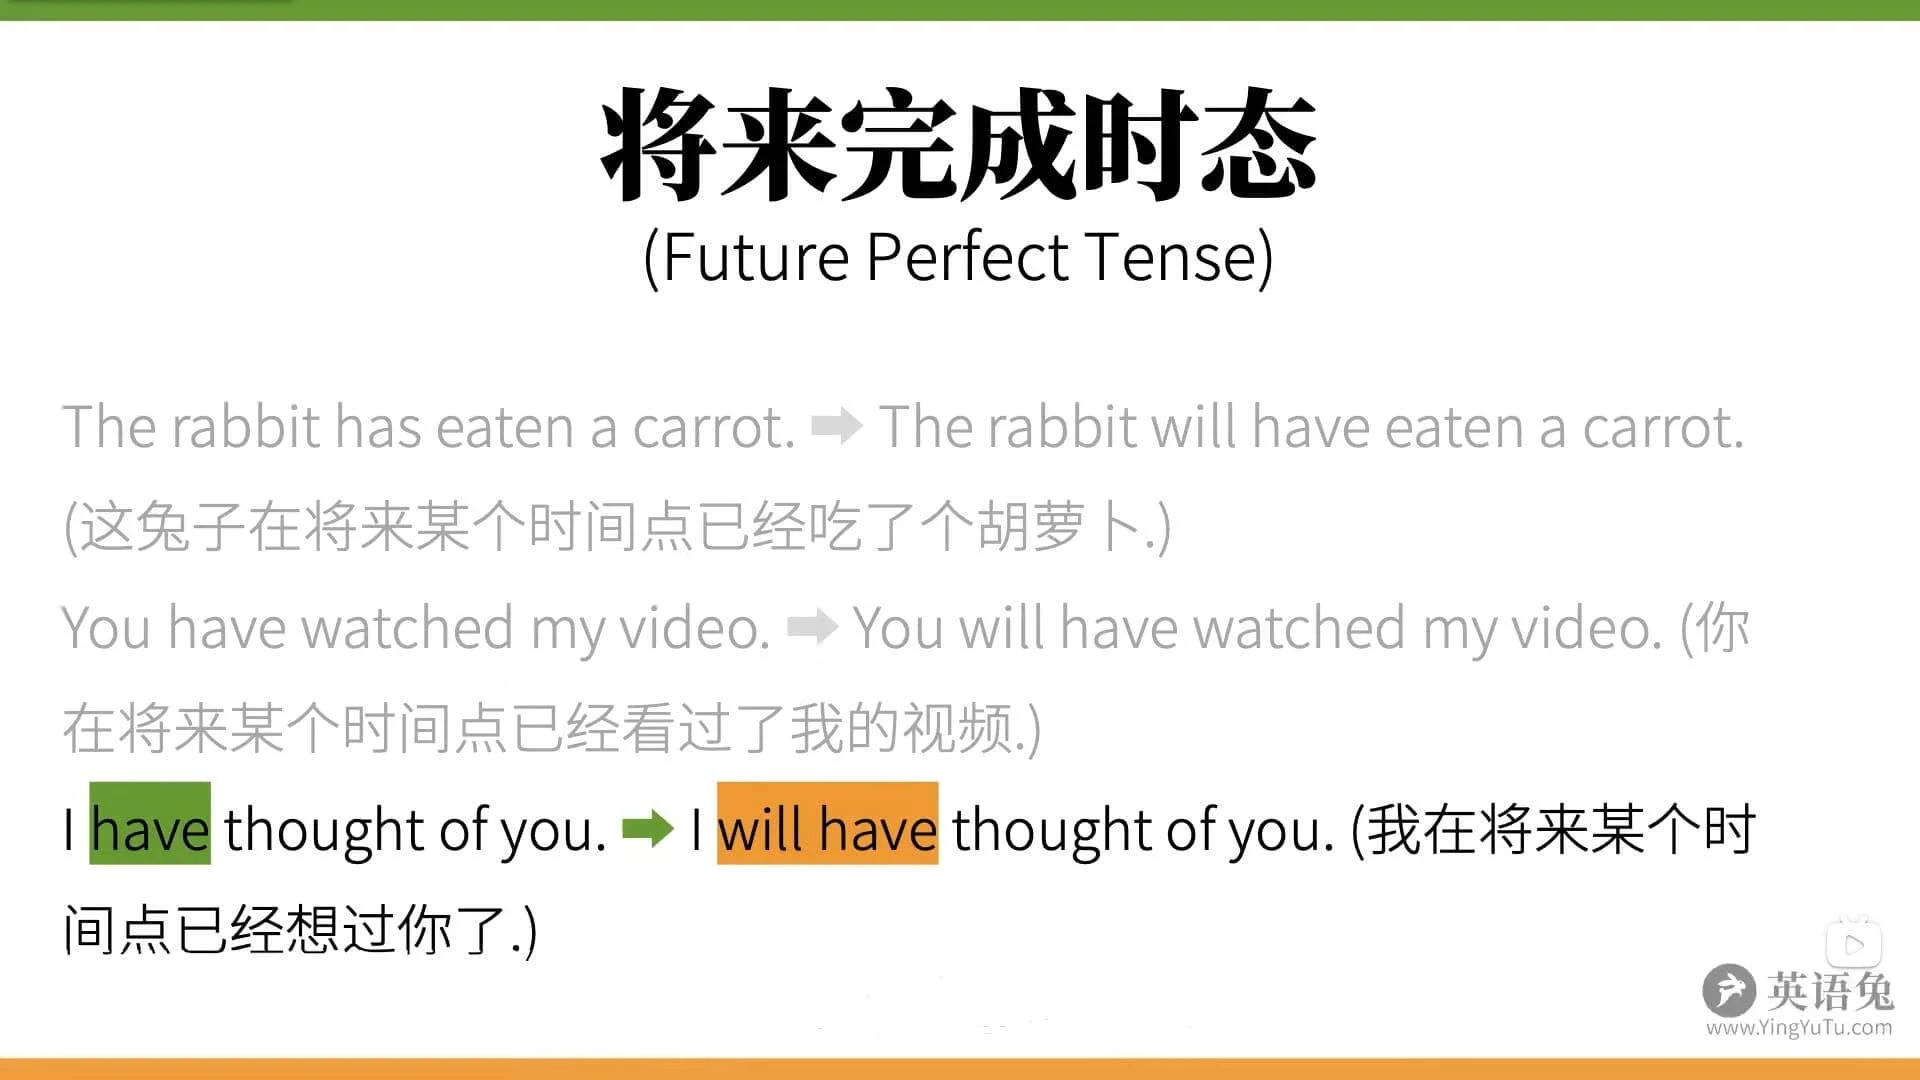 将来完成时态
(Future Perfect Tense)
The rabbit has eaten a carrot. ➡ The rabbit will have eaten a carrot.
(这兔子在将来某个时间点已经吃了个胡萝卜.)
You have watched my video. ➡ You will have watched my video. (你
在将来某个时间点已经看过了我的视频.)
I have thought of you. ➡ I will have thought of you. (我在将来某个时
间点已经想过你了.)
英语兔
www.YingYuTu.com